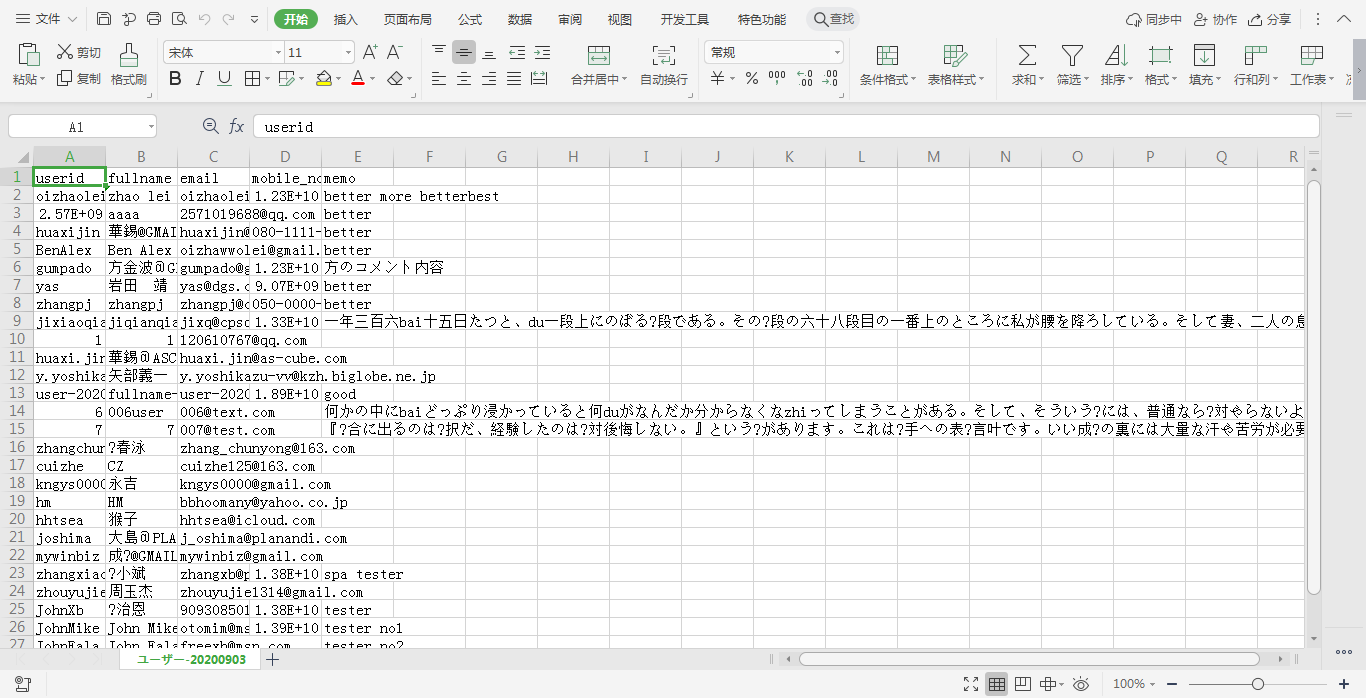 文件 开始 插入 页面布局 公式 数据 审阅 视图 开发工具 特色功能 查找 同步中 协作 分享
剪切 宋体 11 A⁺ A⁻ 常规
粘贴 复制 格式刷 B I U A 合并居中 自动换行 ¥ % 条件格式 表格样式 求和 筛选 排序 格式 填充 行和列 工作表
A1 fx userid
A B C D E F G H I J K L M N O P Q R
1 userid fullname email mobile_no memo
2 oizhaolei zhao lei oizhaolei 1.23E+10 better more betterbest
3 2.57E+09 aaaa 2571019688@qq.com better
4 huaxijin 華錫@GMAI huaxijin@ 080-1111- better
5 BenAlex Ben Alex oizhawwolei@gmail. better
6 gumpado 方金波@G gumpado@g 1.23E+10 方のコメント内容
7 yas 岩田 靖 yas@dgs.c 9.07E+09 better
8 zhangpj zhangpj zhangpj@c 050-0000- better
9 jixiaoqia jiqianqia jixq@cpsc 1.33E+10 一年三百六bai十五日たつと、du一段上にのぼる?段である。その?段の六十八段目の一番上のところに私が腰を降ろしている。そして妻、二人の息
10 1 1 120610767@qq.com
11 huaxi.jin 華錫@ASC huaxi.jin@as-cube.com
12 y.yoshika 矢部義一 y.yoshikazu-vv@kzh.biglobe.ne.jp
13 user-2020 fullname- user-2020 1.89E+10 good
14 6 006user 006@text.com 何かの中にbaiどっぷり浸かっていると何duがなんだか分からなくなzhiってしまうことがある。そして、そういう?には、普通なら?対やらないよ
15 7 7 007@test.com 『?合に出るのは?択だ、経験したのは?対後悔しない。』という?があります。これは?手への表?言叶です。いい成?の裏には大量な汗や苦労が必要
16 zhangchun ?春泳 zhang_chunyong@163.com
17 cuizhe CZ cuizhe125@163.com
18 kngys0000 永吉 kngys0000@gmail.com
19 hm HM bbhoomany@yahoo.co.jp
20 hhtsea 猴子 hhtsea@icloud.com
21 joshima 大島@PLA j_oshima@planandi.com
22 mywinbiz 成?@GMAIL mywinbiz@gmail.com
23 zhangxiao ?小斌 zhangxb@p 1.38E+10 spa tester
24 zhouyujie 周玉杰 zhouyujie1314@gmail.com
25 JohnXb ?治恩 909308501 1.38E+10 tester
26 JohnMike John Mike otomim@ms 1.39E+10 tester no1
27 JohnEala John Eala freexb@msn.com tester no2
ユーザー-20200903
100%